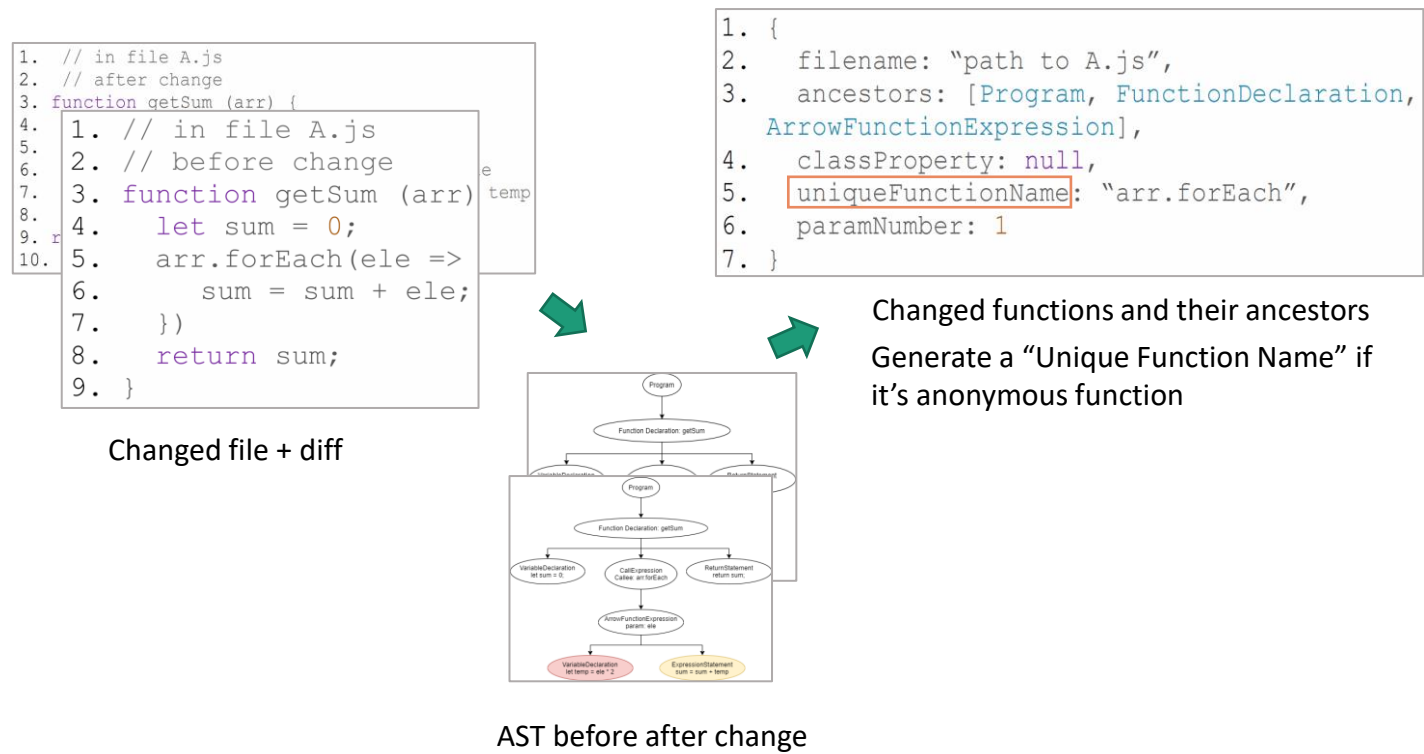 1. // in file A.js
2. // after change
3. function getSum (arr) {
4.
5.
6. e
7. temp
8.
9. r
10.
1. // in file A.js
2. // before change
3. function getSum (arr)
4. let sum = 0;
5. arr.forEach(ele =>
6. sum = sum + ele;
7. })
8. return sum;
9. }
Changed file + diff
1. {
2. filename: “path to A.js”,
3. ancestors: [Program, FunctionDeclaration,
ArrowFunctionExpression],
4. classProperty: null,
5. uniqueFunctionName: “arr.forEach”,
6. paramNumber: 1
7. }
Changed functions and their ancestors
Generate a “Unique Function Name” if
it’s anonymous function
Program
Function Declaration: getSum
VariableDeclaration
ReturnStatement
Program
Function Declaration: getSum
VariableDeclaration
let sum = 0;
CallExpression
Callee: arr.forEach
ReturnStatement
return sum;
ArrowFunctionExpression
param: ele
VariableDeclaration
let temp = ele * 2
ExpressionStatement
sum = sum + temp
AST before after change